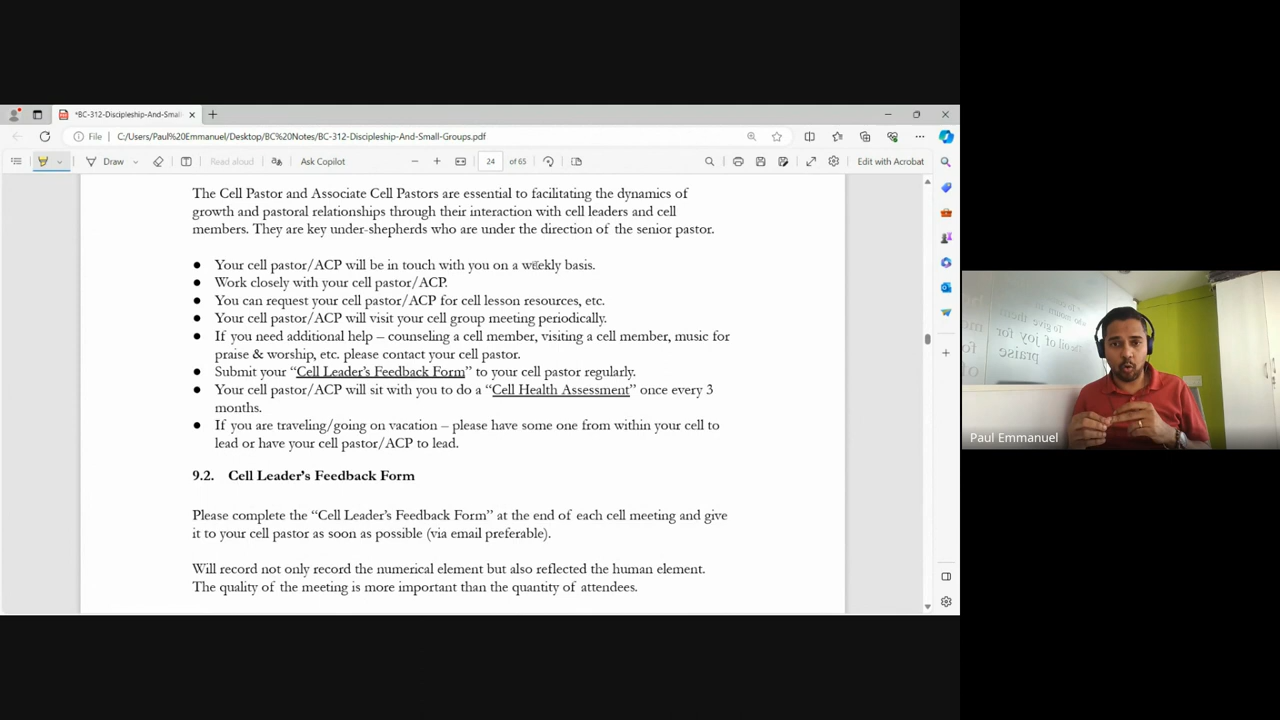 *BC-312-Discipleship-And-Small-
File
C:/Users/Paul%20Emmanuel/Desktop/BC%20Notes/BC-312-Discipleship-And-Small-Groups.pdf
Draw
Read aloud
Ask Copilot
24 of 65
Edit with Acrobat
The Cell Pastor and Associate Cell Pastors are essential to facilitating the dynamics of
growth and pastoral relationships through their interaction with cell leaders and cell
members. They are key under-shepherds who are under the direction of the senior pastor.
● Your cell pastor/ACP will be in touch with you on a weekly basis.
● Work closely with your cell pastor/ACP.
● You can request your cell pastor/ACP for cell lesson resources, etc.
● Your cell pastor/ACP will visit your cell group meeting periodically.
● If you need additional help – counseling a cell member, visiting a cell member, music for
praise & worship, etc. please contact your cell pastor.
● Submit your “Cell Leader’s Feedback Form” to your cell pastor regularly.
● Your cell pastor/ACP will sit with you to do a “Cell Health Assessment” once every 3
months.
● If you are traveling/going on vacation – please have some one from within your cell to
lead or have your cell pastor/ACP to lead.
9.2. Cell Leader’s Feedback Form
Please complete the “Cell Leader’s Feedback Form” at the end of each cell meeting and give
it to your cell pastor as soon as possible (via email preferable).
Will record not only record the numerical element but also reflected the human element.
The quality of the meeting is more important than the quantity of attendees.
To give
The oil of joy for
praise
Paul Emmanuel